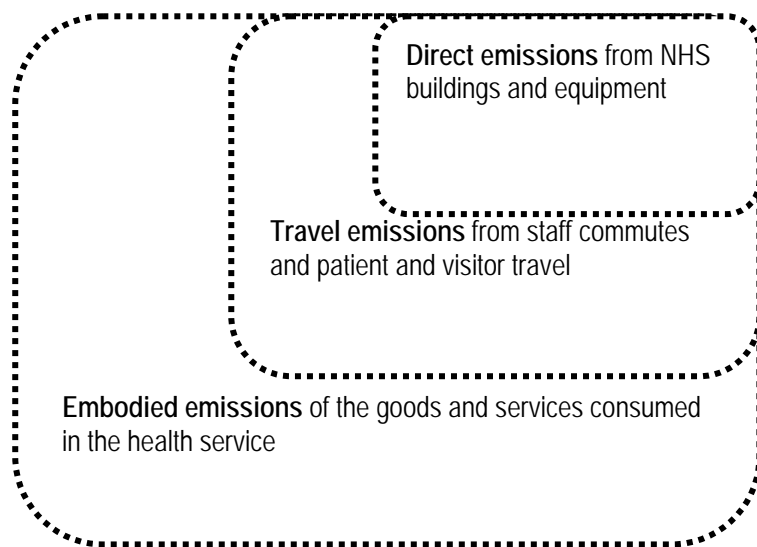 Direct emissions from NHS
buildings and equipment
Travel emissions from staff commutes
and patient and visitor travel
Embodied emissions of the goods and services consumed
in the health service